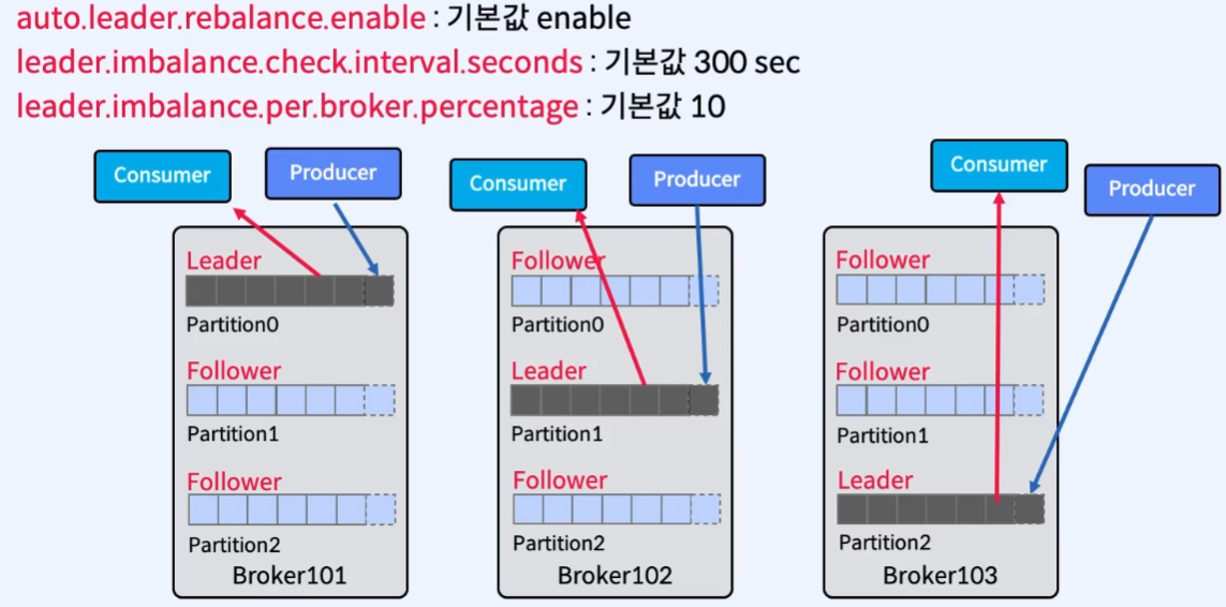 auto.leader.rebalance.enable : 기본값 enable
leader.imbalance.check.interval.seconds : 기본값 300 sec
leader.imbalance.per.broker.percentage : 기본값 10
Consumer
Producer
Leader
Partition0
Follower
Partition1
Follower
Partition2
Broker101
Consumer
Producer
Follower
Partition0
Leader
Partition1
Follower
Partition2
Broker102
Consumer
Producer
Follower
Partition0
Follower
Partition1
Leader
Partition2
Broker103